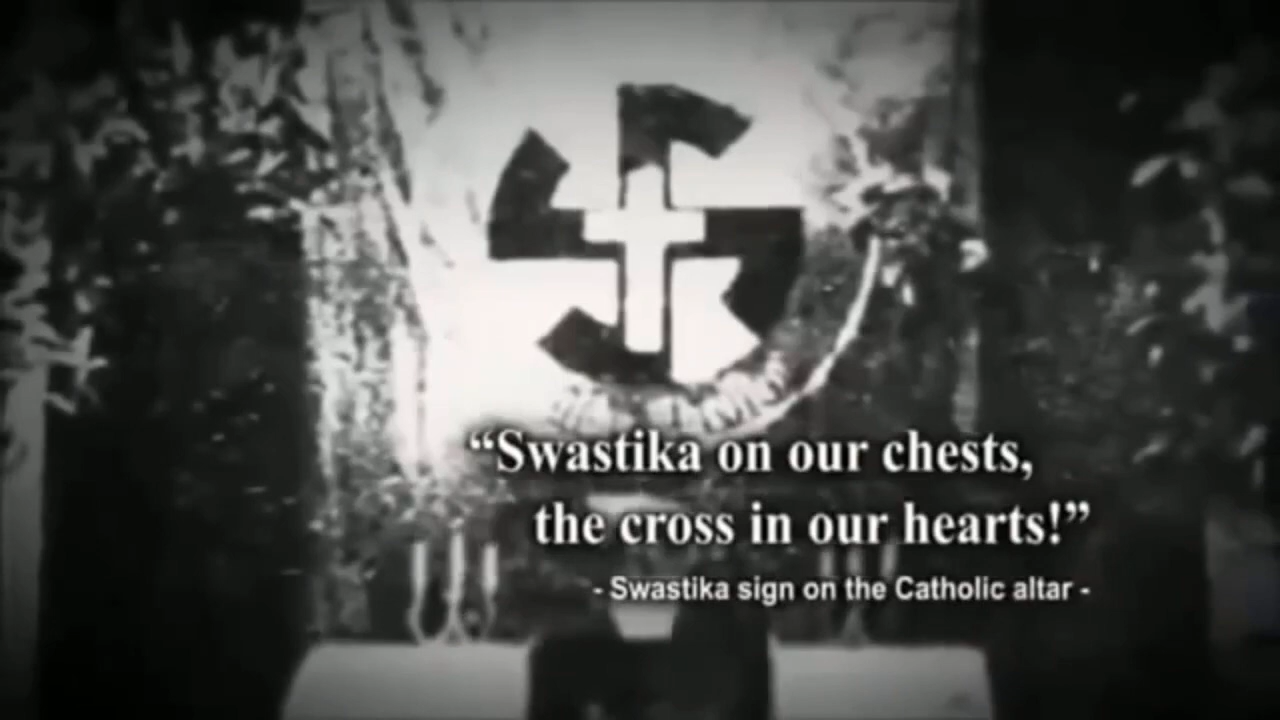 “Swastika on our chests,
the cross in our hearts!”
- Swastika sign on the Catholic altar -